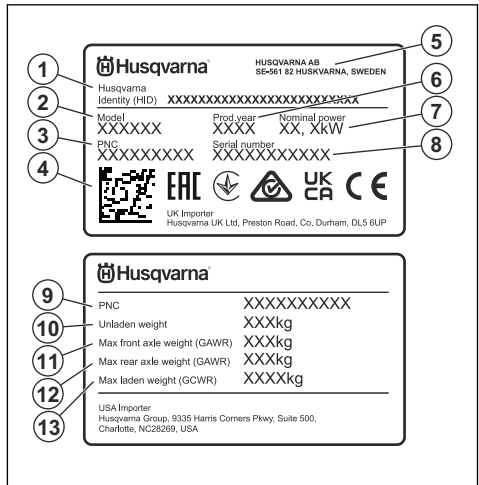 Husqvarna
HUSQVARNA AB
SE-561 82 HUSKVARNA, SWEDEN
5
1
Husqvarna
Identity (HID) XXXXXXXXXXXXXXXXXXXXXXXXX
6
2
Model Prod.year Nominal power
XXXXXX XXXX XX, XkW
7
3
PNC Serial number
XXXXXXXXX XXXXXXXXXXX
8
4
EAC UK CA CE
UK Importer
Husqvarna UK Ltd, Preston Road, Co. Durham, DL5 6UP
Husqvarna
9
PNC XXXXXXXXXX
10
Unladen weight XXXkg
11
Max front axle weight (GAWR) XXXkg
12
Max rear axle weight (GAWR) XXXkg
13
Max laden weight (GCWR) XXXXkg
USA Importer
Husqvarna Group, 9335 Harris Corners Pkwy, Suite 500,
Charlotte, NC28269, USA